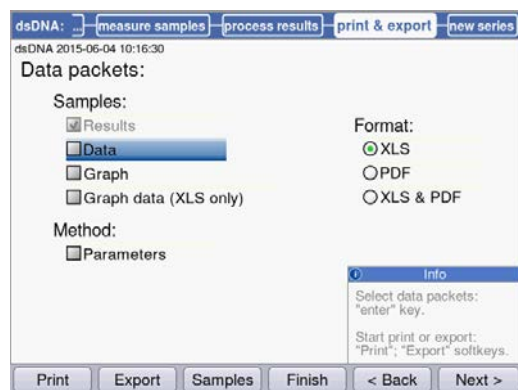 dsDNA: ... measure samples process results print & export new series
dsDNA 2015-06-04 10:16:30
Data packets:
Samples:
Results
Format:
Data
XLS
Graph
PDF
Graph data (XLS only)
XLS & PDF
Method:
Parameters
Info
Select data packets:
"enter" key.
Start print or export:
"Print"; "Export" softkeys.
Print Export Samples Finish < Back Next >